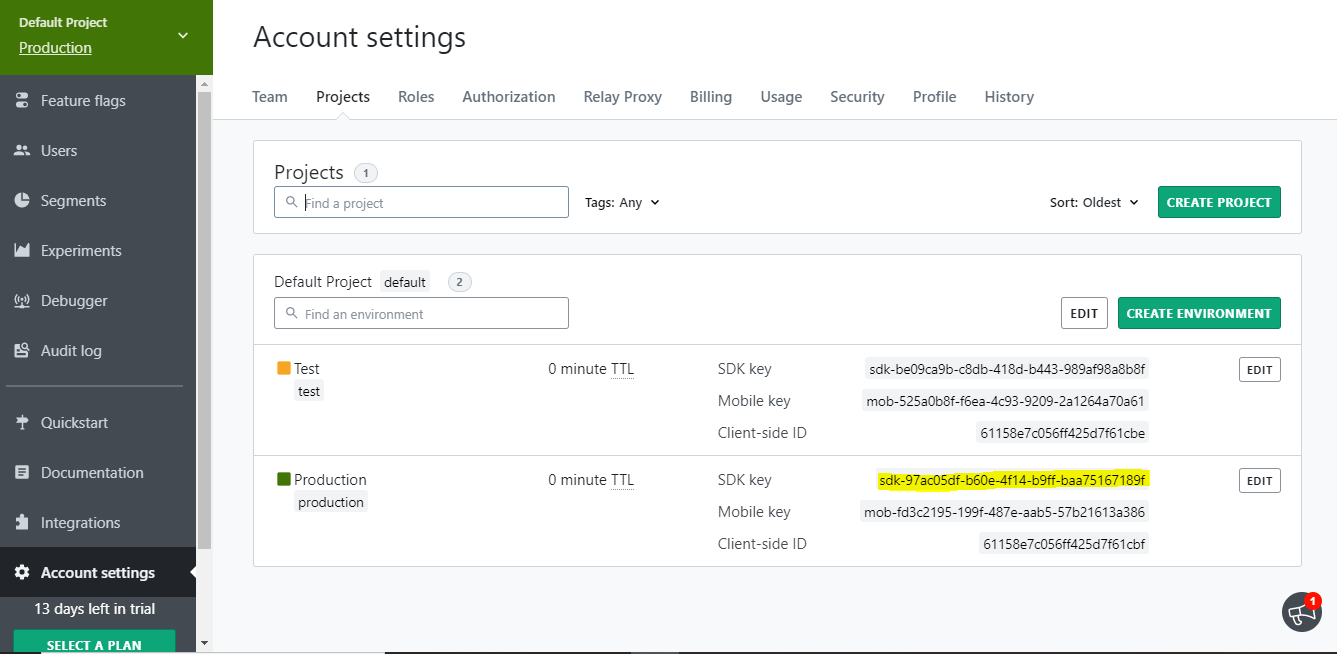 Default Project
Production
Feature flags
Users
Segments
Experiments
Debugger
Audit log
Quickstart
Documentation
Integrations
Account settings
13 days left in trial
SELECT A PLAN
Account settings
Team Projects Roles Authorization Relay Proxy Billing Usage Security Profile History
Projects 1
Find a project Tags: Any Sort: Oldest CREATE PROJECT
Default Project default 2
Find an environment EDIT CREATE ENVIRONMENT
Test 0 minute TTL SDK key sdk-be09ca9b-c8db-418d-b443-989af98a8b8f EDIT
test
Mobile key mob-525a0b8f-f6ea-4c93-9209-2a1264a70a61
Client-side ID 61158e7c056ff425d7f61cbe
Production 0 minute TTL SDK key sdk-97ac05df-b60e-4f14-b9ff-baa75167189f EDIT
production
Mobile key mob-fd3c2195-199f-487e-aab5-57b21613a386
Client-side ID 61158e7c056ff425d7f61cbf
1